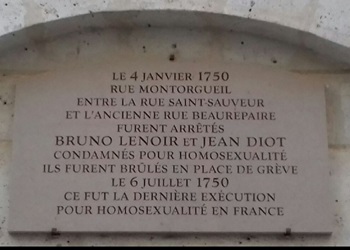 LE 4 JANVIER 1750
RUE MONTORGUEIL
ENTRE LA RUE SAINT-SAUVEUR
ET L'ANCIENNE RUE BEAUREPAIRE
FURENT ARRÊTÉS
BRUNO LENOIR ET JEAN DIOT
CONDAMNÉS POUR HOMOSEXUALITÉ
ILS FURENT BRÛLÉS EN PLACE DE GRÈVE
LE 6 JUILLET 1750
CE FUT LA DERNIÈRE EXÉCUTION
POUR HOMOSEXUALITÉ EN FRANCE